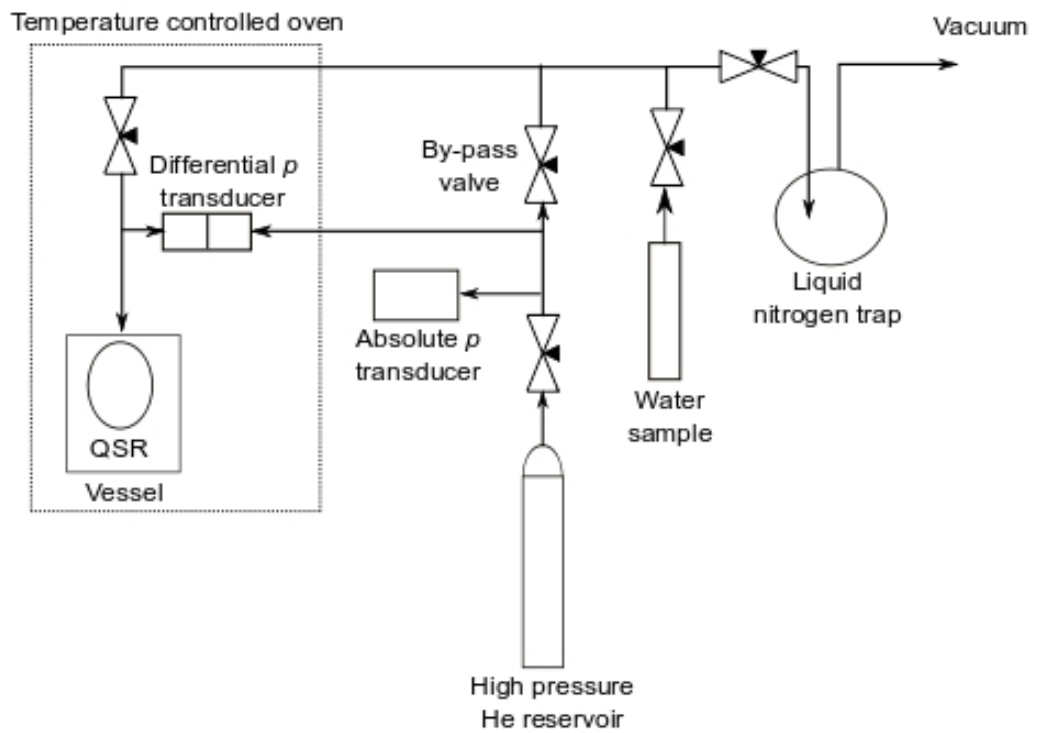 Temperature controlled oven
Vacuum
Differential p
transducer
By-pass
valve
Liquid
nitrogen trap
Absolute p
transducer
Water
sample
QSR
Vessel
High pressure
He reservoir